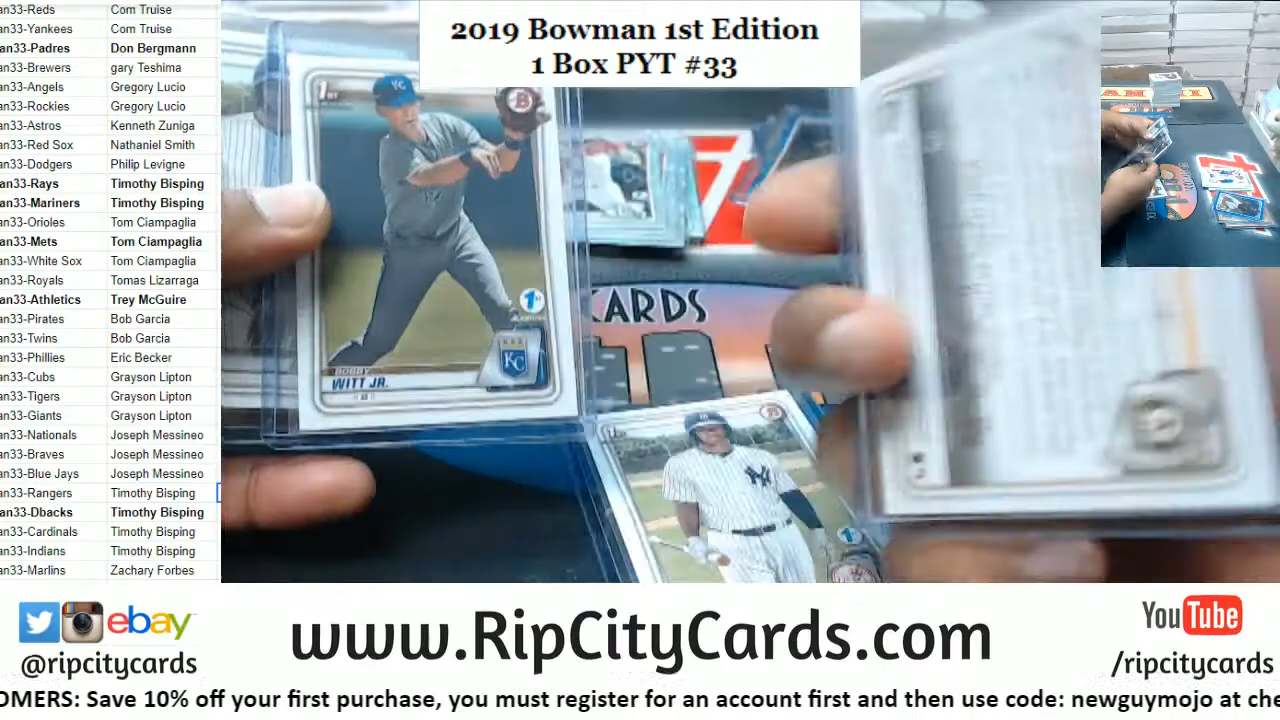 2019 Bowman 1st Edition
1 Box PYT #33
an33-Reds Com Truise
an33-Yankees Com Truise
an33-Padres Don Bergmann
an33-Brewers gary Teshima
an33-Angels Gregory Lucio
an33-Rockies Gregory Lucio
an33-Astros Kenneth Zuniga
an33-Red Sox Nathaniel Smith
an33-Dodgers Philip Levigne
an33-Rays Timothy Bisping
an33-Mariners Timothy Bisping
an33-Orioles Tom Ciampaglia
an33-Mets Tom Ciampaglia
an33-White Sox Tom Ciampaglia
an33-Royals Tomas Lizarraga
an33-Athletics Trey McGuire
an33-Pirates Bob Garcia
an33-Twins Bob Garcia
an33-Phillies Eric Becker
an33-Cubs Grayson Lipton
an33-Tigers Grayson Lipton
an33-Giants Grayson Lipton
an33-Nationals Joseph Messineo
an33-Braves Joseph Messineo
an33-Blue Jays Joseph Messineo
an33-Rangers Timothy Bisping
an33-Dbacks Timothy Bisping
an33-Cardinals Timothy Bisping
an33-Indians Timothy Bisping
an33-Marlins Zachary Forbes
1ST
KC
B
1st
KC
BOBBY
WITT JR.
CARDS
NY
ebay
@ripcitycards
www.RipCityCards.com
YouTube
/ripcitycards
OMERS: Save 10% off your first purchase, you must register for an account first and then use code: newguymojo at che